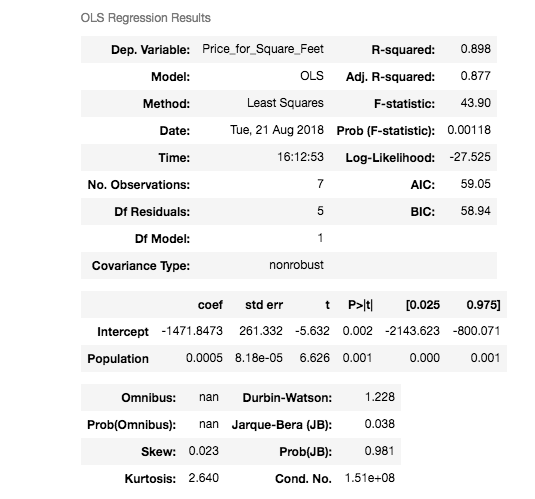 OLS Regression Results
Dep. Variable: Price_for_Square_Feet R-squared: 0.898
Model: OLS Adj. R-squared: 0.877
Method: Least Squares F-statistic: 43.90
Date: Tue, 21 Aug 2018 Prob (F-statistic): 0.00118
Time: 16:12:53 Log-Likelihood: -27.525
No. Observations: 7 AIC: 59.05
Df Residuals: 5 BIC: 58.94
Df Model: 1
Covariance Type: nonrobust
coef std err t P>|t| [0.025 0.975]
Intercept -1471.8473 261.332 -5.632 0.002 -2143.623 -800.071
Population 0.0005 8.18e-05 6.626 0.001 0.000 0.001
Omnibus: nan Durbin-Watson: 1.228
Prob(Omnibus): nan Jarque-Bera (JB): 0.038
Skew: 0.023 Prob(JB): 0.981
Kurtosis: 2.640 Cond. No. 1.51e+08